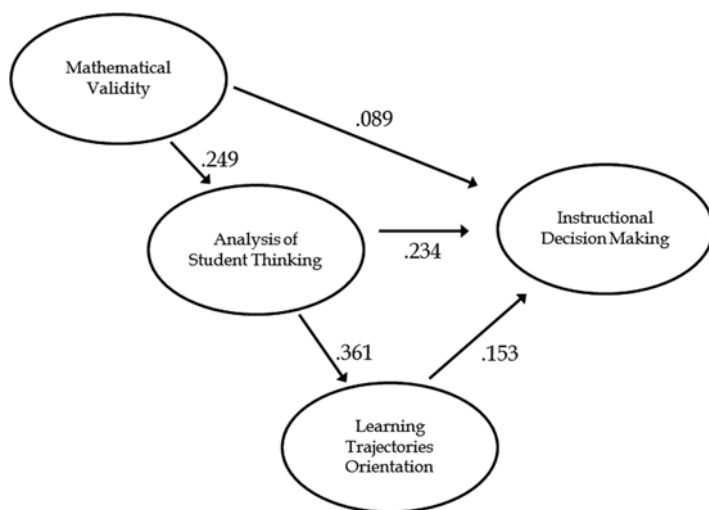 Mathematical
Validity
.089
.249
Analysis of
Student Thinking
.234
Instructional
Decision Making
.361
.153
Learning
Trajectories
Orientation